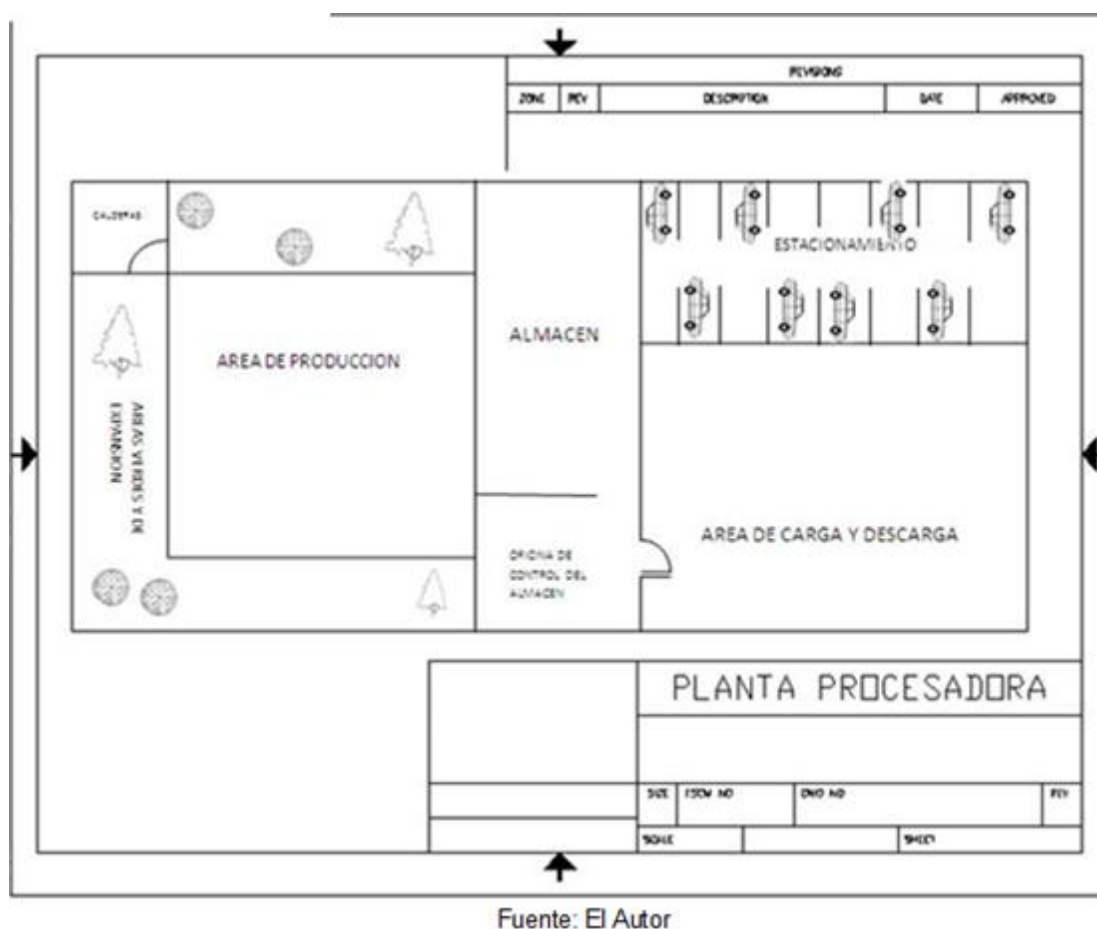 REVISIONS
ZONE REV DESCRIPTION DATE APPROVED
CALDERAS
ESTACIONAMIENTO
ALMACEN
AREA DE PRODUCCION
AREAS VERDES Y DE
EXPANSION
AREA DE CARGA Y DESCARGA
OFICINA DE
CONTROL DEL
ALMACEN
PLANTA PROCESADORA
SIZE FSCM NO DWG NO REV
SCALE SHEET
Fuente: El Autor